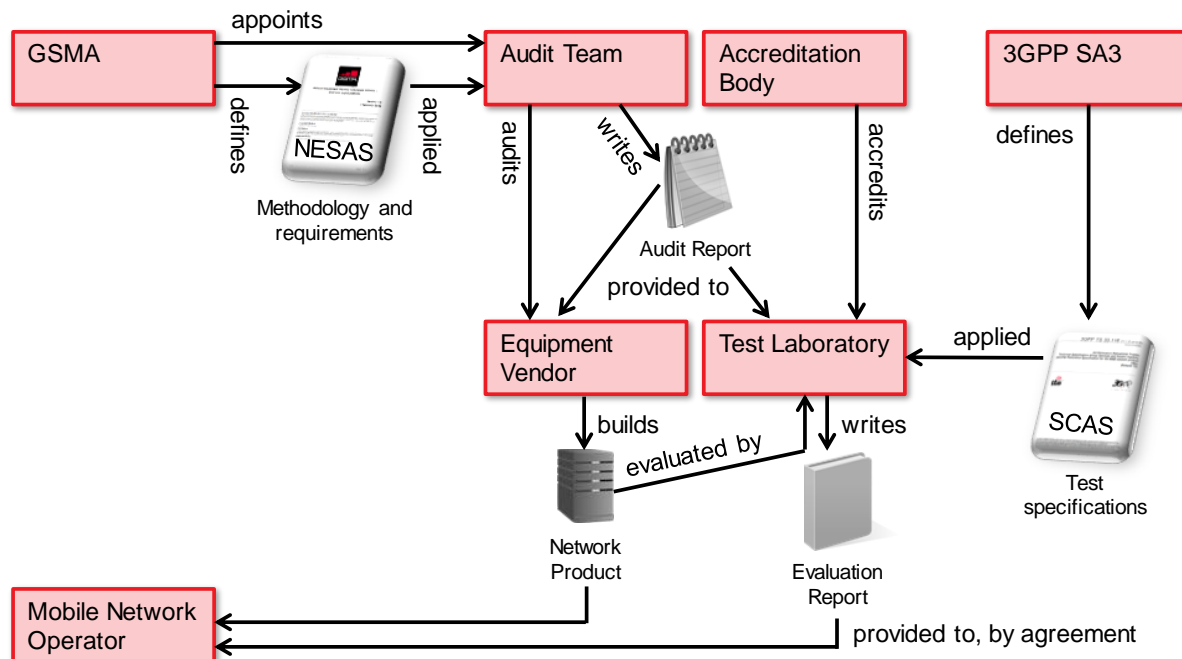 appoints
GSMA
Audit Team
Accreditation
Body
3GPP SA3
defines
NESAS
applied
Methodology and
requirements
audits
writes
accredits
defines
Audit Report
provided to
Equipment
Vendor
Test Laboratory
applied
SCAS
Test
specifications
builds
evaluated by
writes
Network
Product
Evaluation
Report
Mobile Network
Operator
provided to, by agreement